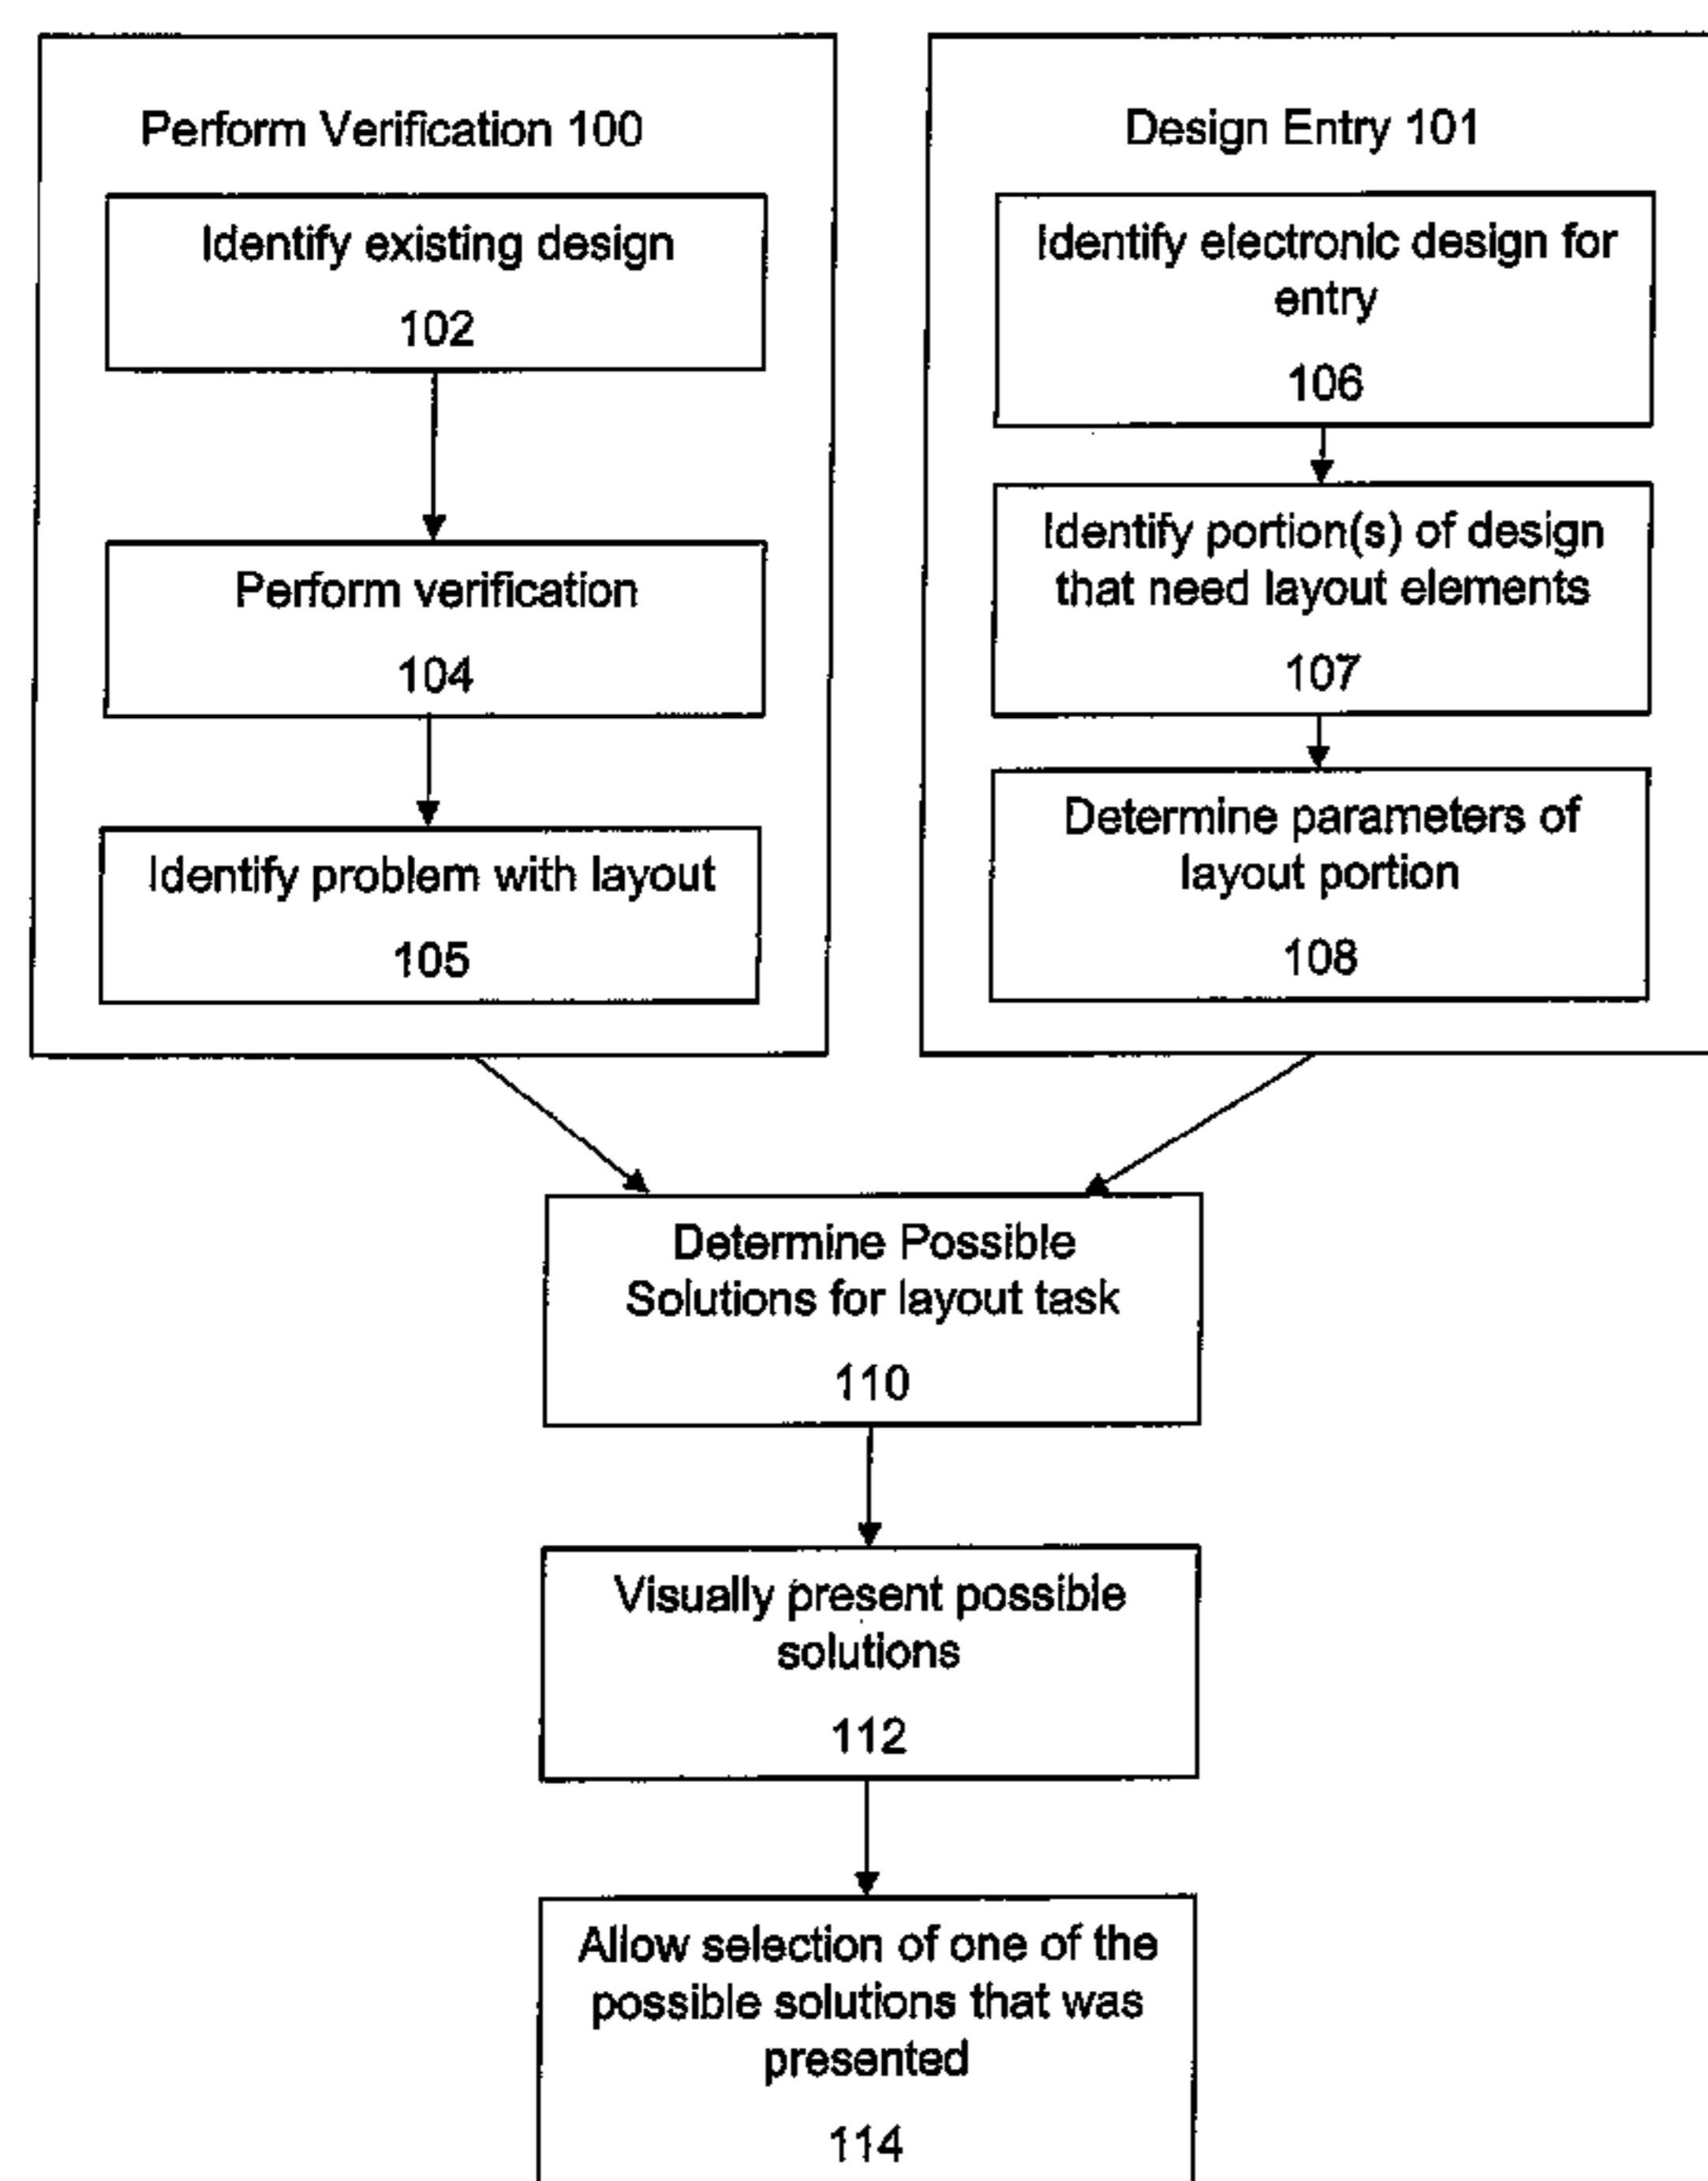 Perform Verification 100
Identify existing design
102
Perform verification
104
Identify problem with layout
105
Design Entry 101
Identify electronic design for
entry
106
Identify portion(s) of design
that need layout elements
107
Determine parameters of
layout portion
108
Determine Possible
Solutions for layout task
110
Visually present possible
solutions
112
Allow selection of one of the
possible solutions that was
presented
114